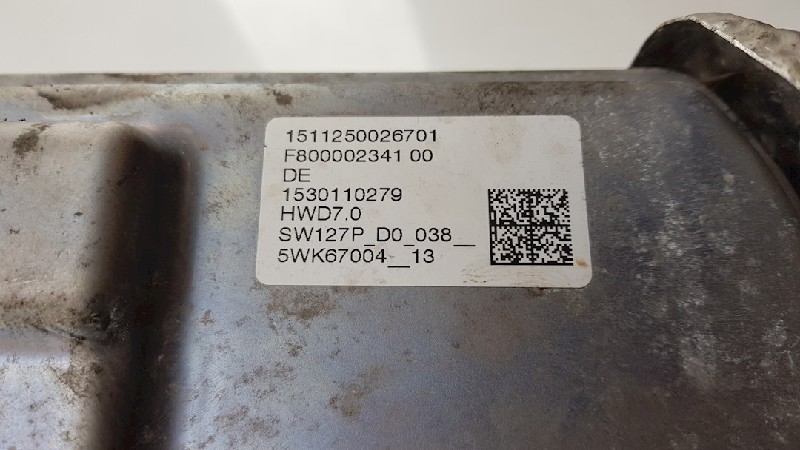 1511250026701
F800002341 00
DE
1530110279
HWD7.0
SW127P_D0_038__
5WK67004__13